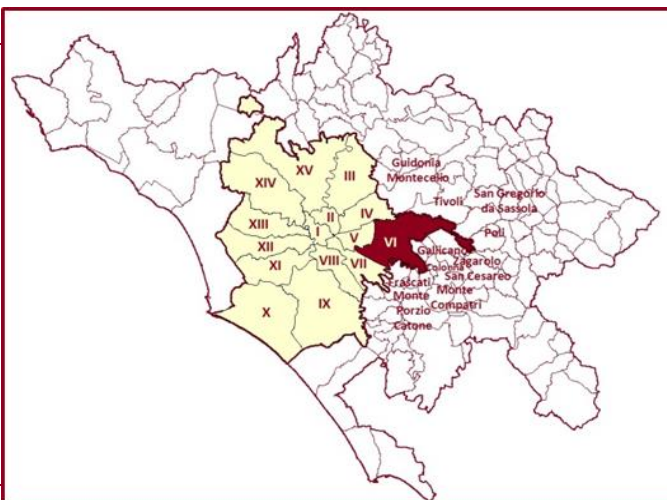 Guidonia
Montecelio
XV
III
XIV
Tivoli
San Gregorio
da Sassola
II
IV
XIII
I
V
Poli
VI
XII
Gallicano
Zagarolo
VIII
VII
XI
Colonna
San Cesareo
Frascati
Monte
Monte
Compatri
Porzio
Catone
X
IX